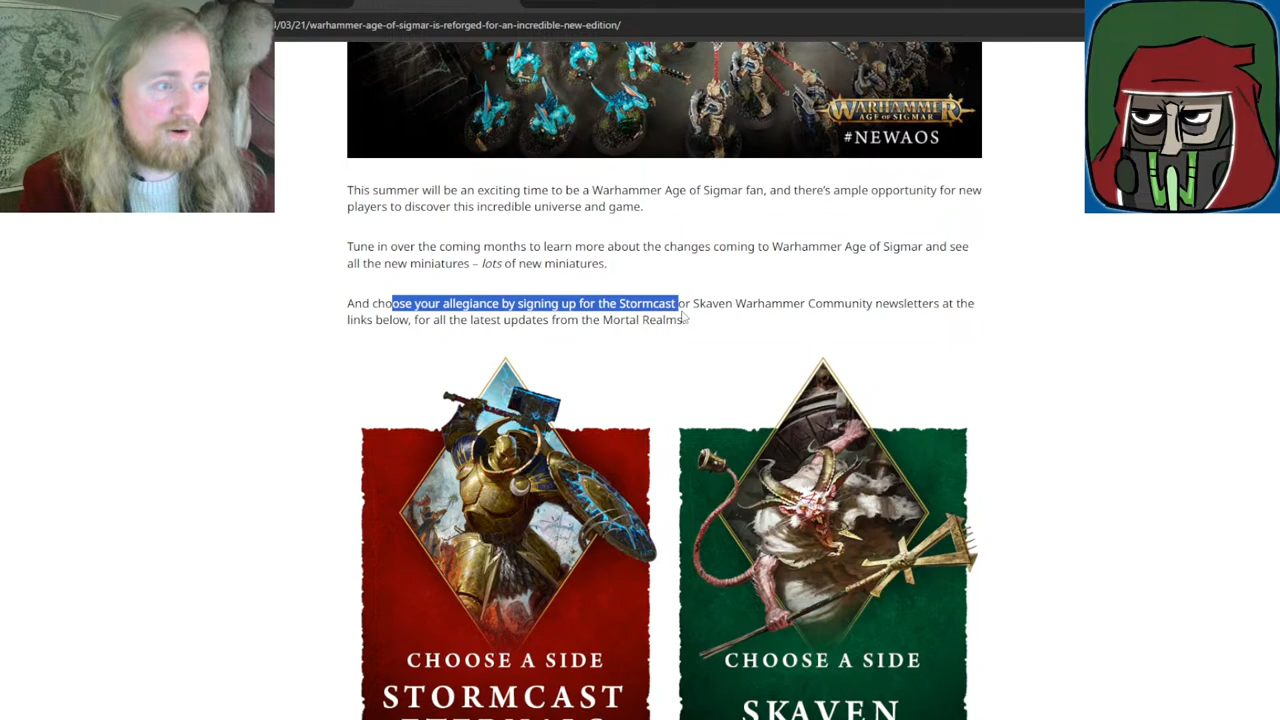 4/03/21/warhammer-age-of-sigmar-is-reforged-for-an-incredible-new-edition/
WARHAMMER
AGE OF SIGMAR
#NEWAOS
This summer will be an exciting time to be a Warhammer Age of Sigmar fan, and there's ample opportunity for new
players to discover this incredible universe and game.
Tune in over the coming months to learn more about the changes coming to Warhammer Age of Sigmar and see
all the new miniatures – lots of new miniatures.
And choose your allegiance by signing up for the Stormcast or Skaven Warhammer Community newsletters at the
links below, for all the latest updates from the Mortal Realms.
CHOOSE A SIDE
STORMCAST
ETERNALS
CHOOSE A SIDE
SKAVEN